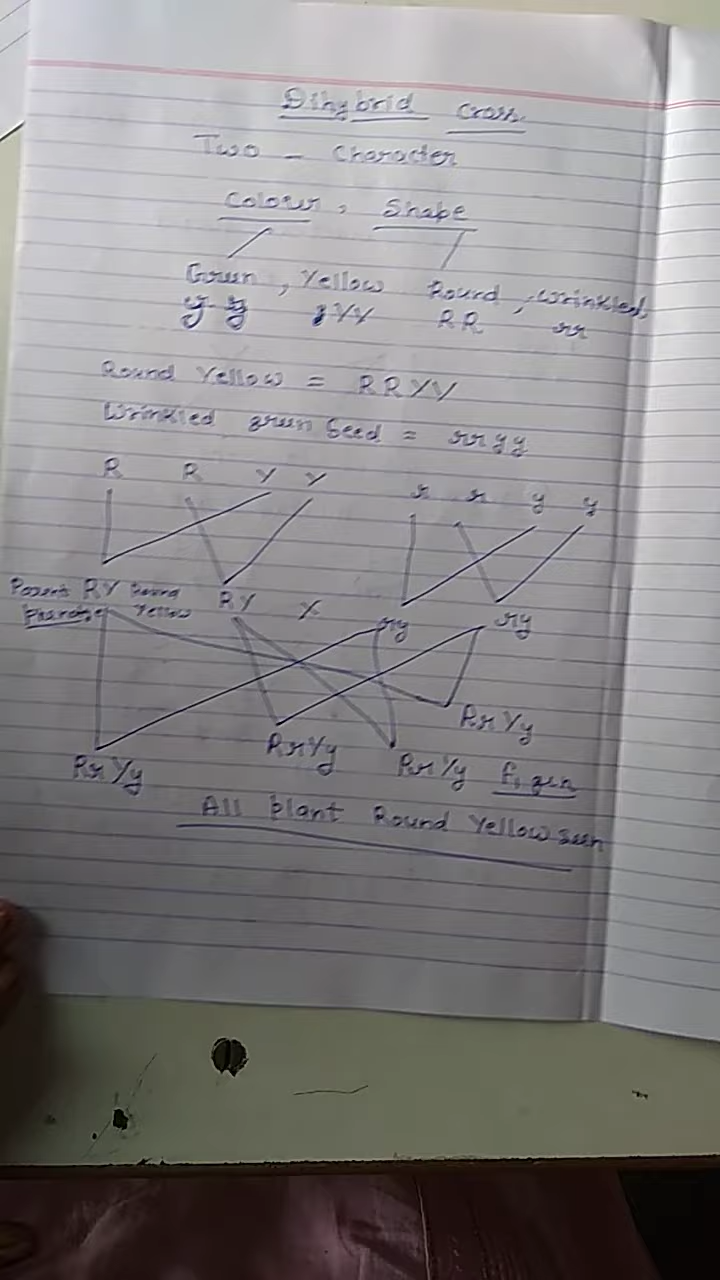 Dihybrid Cross
Two - Character
Colour, Shape
Green, Yellow Round, Wrinkled
yy YY RR rr
Round Yellow = RRYY
Wrinkled green Seed = rryy
R R Y Y r r y y
Parents RY Round RY X ry ry
Yellow
RrYy
RrYy RrYy RrYy F1 gen
All plant Round Yellow seen